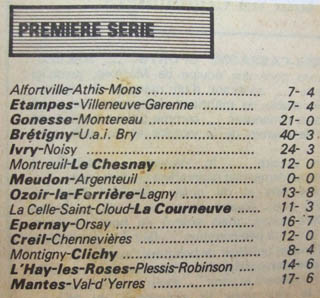 PREMIERE SERIE
Alfortville-Athis-Mons .................... 7- 4
Etampes-Villeneuve-Garenne .......... 7- 4
Gonesse-Montereau ..................... 21- 0
Brétigny-U.a.i. Bry ........................ 40- 3
Ivry-Noisy ................................... 24- 3
Montreuil-Le Chesnay ................... 12- 0
Meudon-Argenteuil ....................... 0- 0
Ozoir-la-Ferrière-Lagny ................. 13- 8
La Celle-Saint-Cloud-La Courneuve ..... 11- 3
Epernay-Orsay ............................ 16- 7
Creil-Chennevières ....................... 12- 0
Montigny-Clichy .......................... 8- 4
L'Hay-les-Roses-Plessis-Robinson .... 14- 6
Mantes-Val-d'Yerres ..................... 17- 6